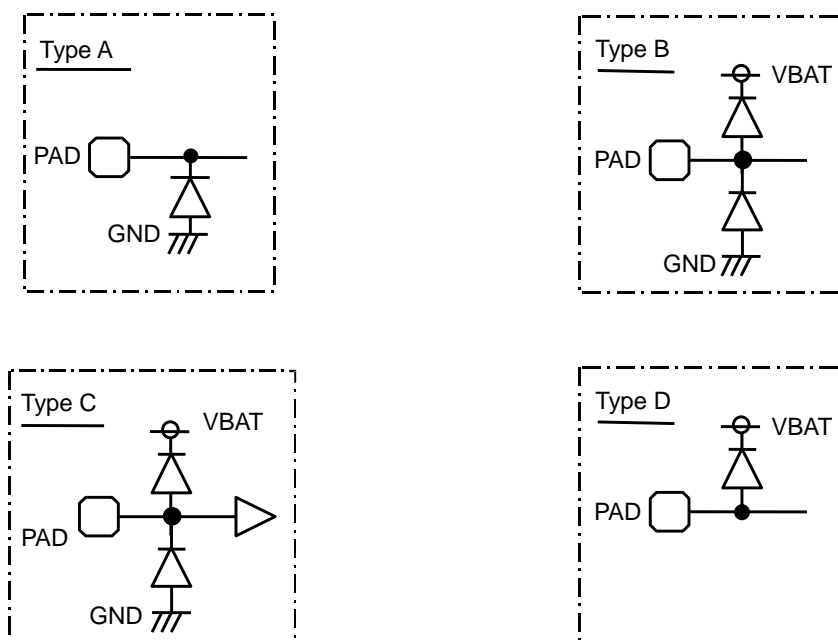 Type A
PAD
GND
Type B
VBAT
PAD
GND
Type C
VBAT
PAD
GND
Type D
VBAT
PAD